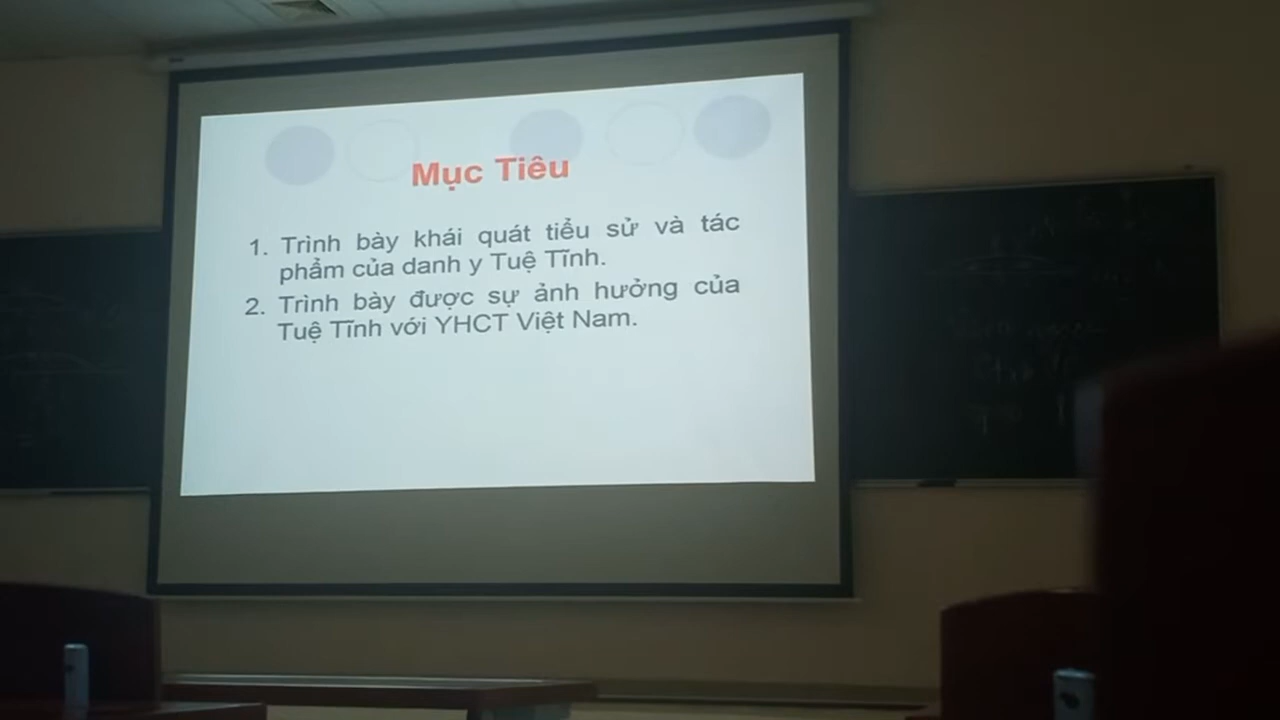 Mục Tiêu
1. Trình bày khái quát tiểu sử và tác
phẩm của danh y Tuệ Tĩnh.
2. Trình bày được sự ảnh hưởng của
Tuệ Tĩnh với YHCT Việt Nam.